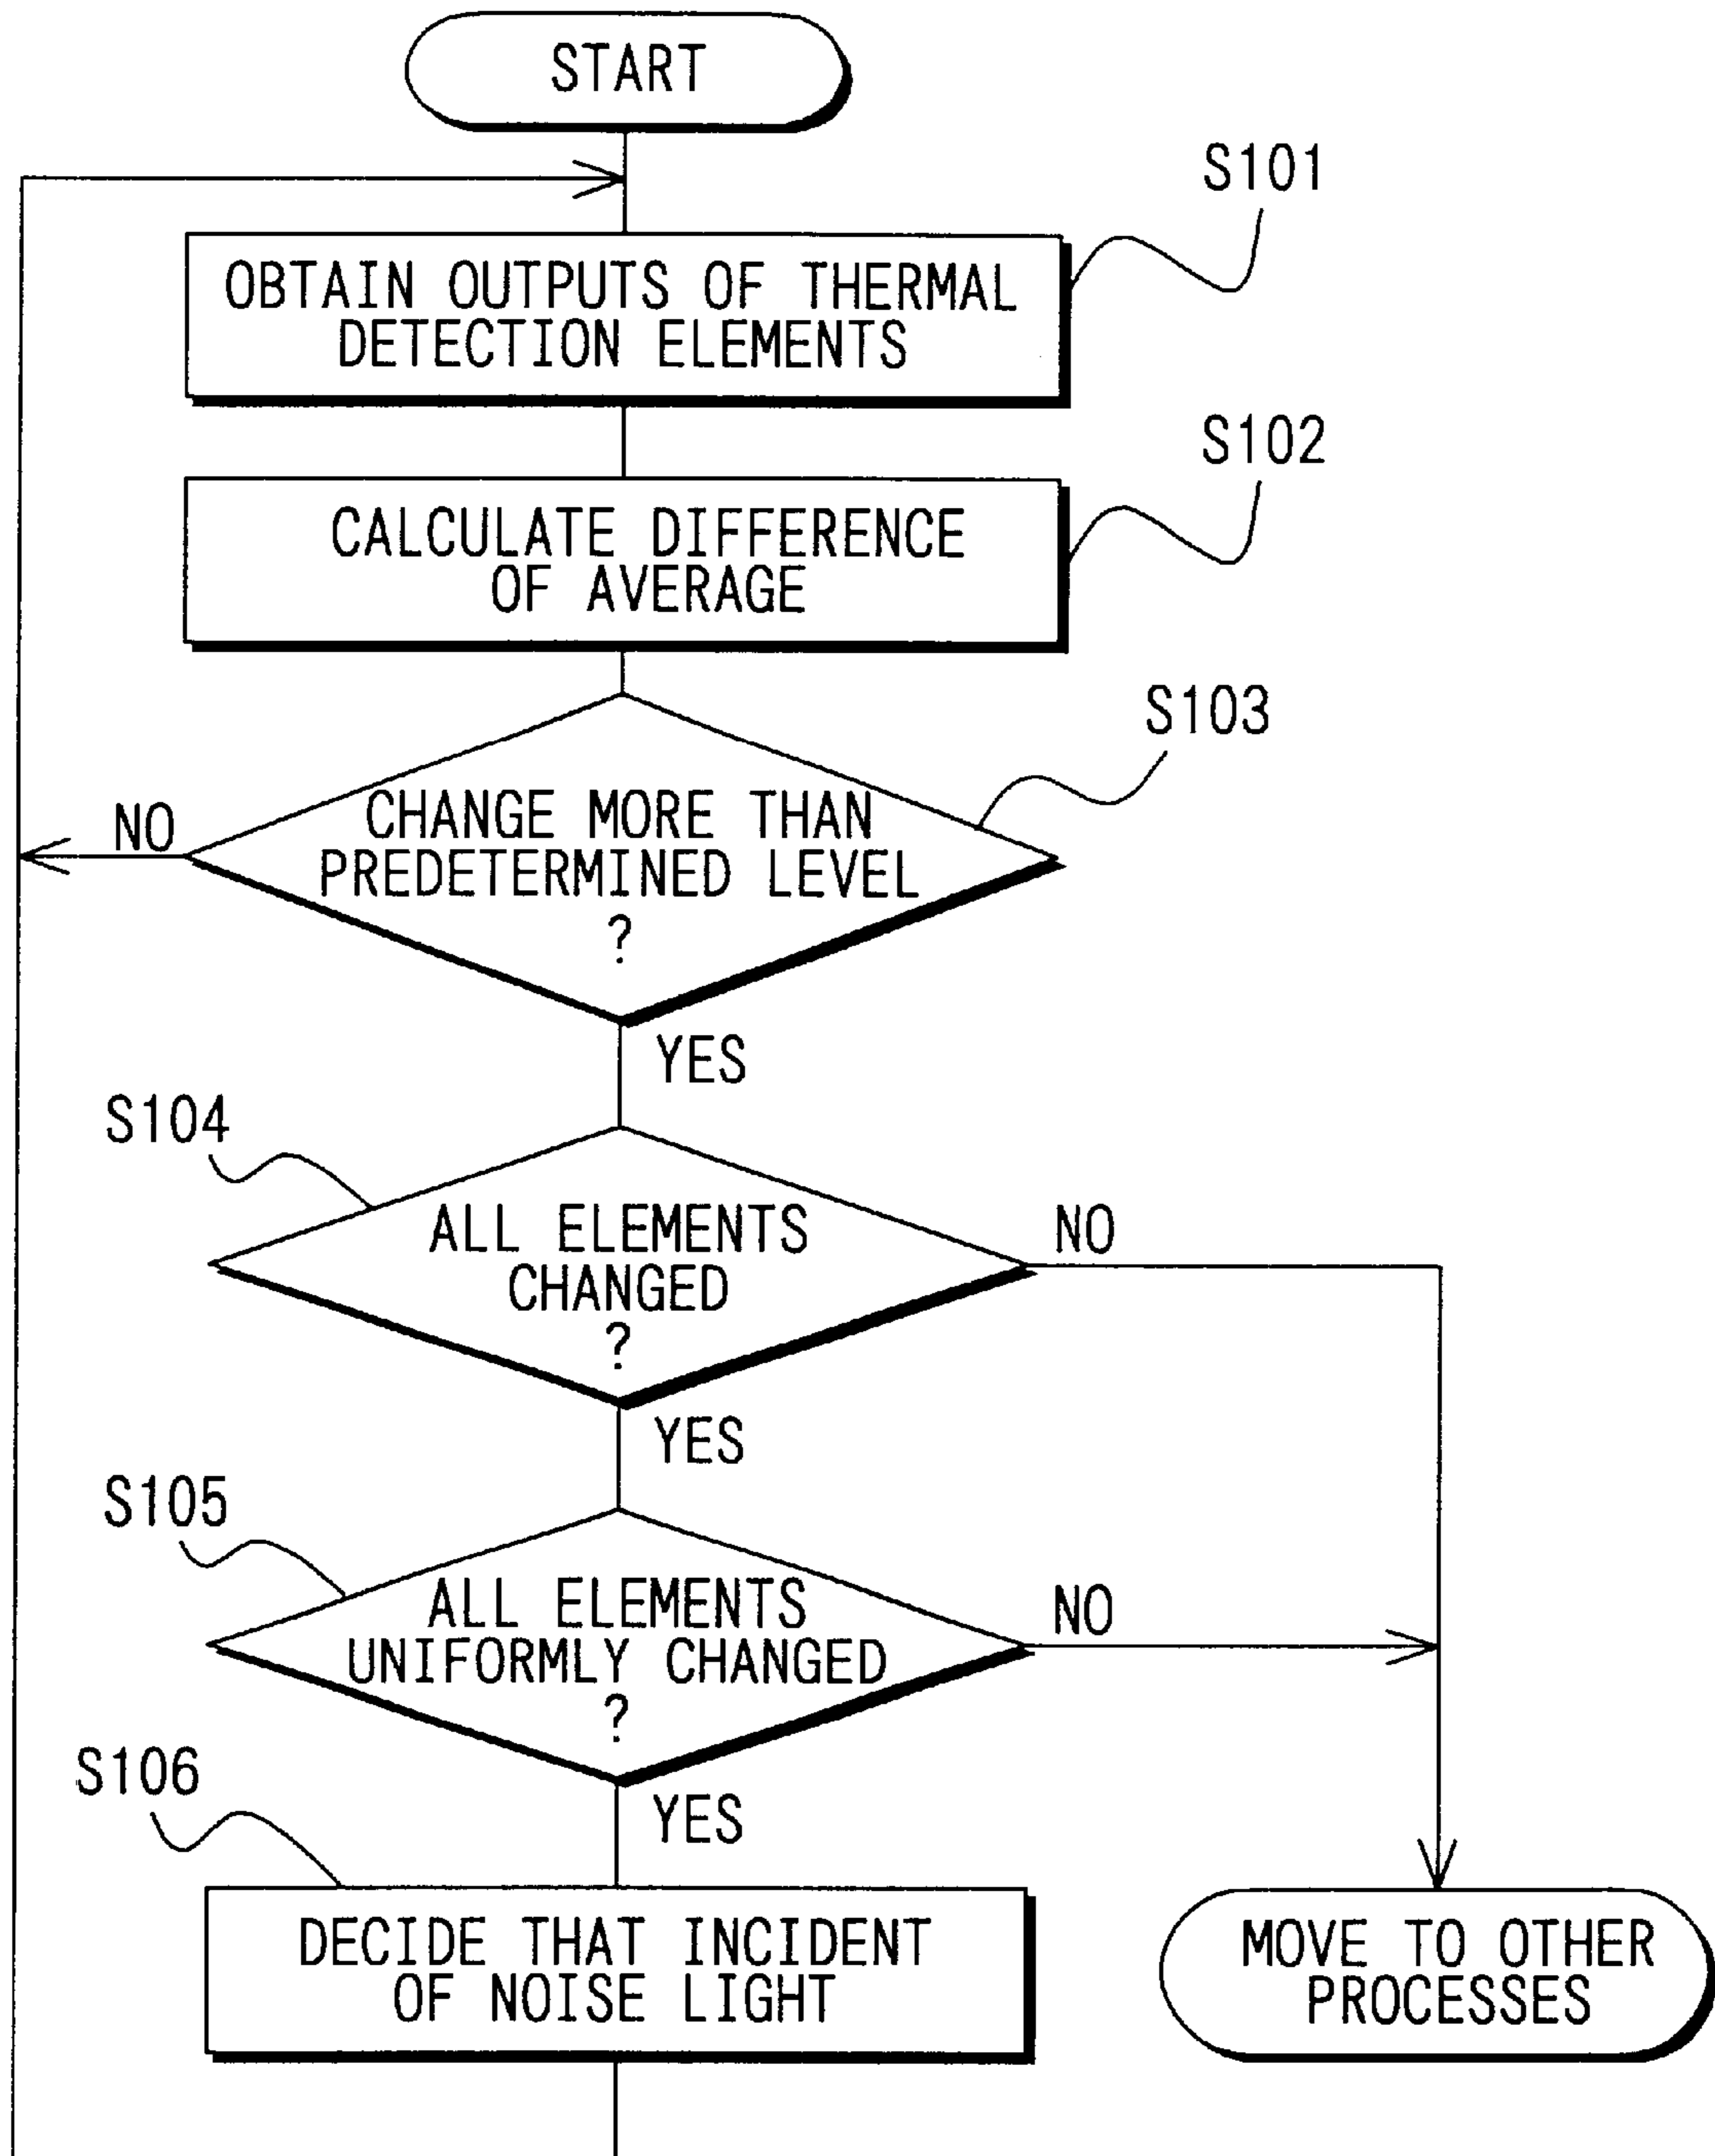 START
S101
OBTAIN OUTPUTS OF THERMAL
DETECTION ELEMENTS
S102
CALCULATE DIFFERENCE
OF AVERAGE
S103
NO
CHANGE MORE THAN
PREDETERMINED LEVEL
?
YES
S104
ALL ELEMENTS
CHANGED
?
NO
YES
S105
ALL ELEMENTS
UNIFORMLY CHANGED
?
NO
YES
S106
DECIDE THAT INCIDENT
OF NOISE LIGHT
MOVE TO OTHER
PROCESSES